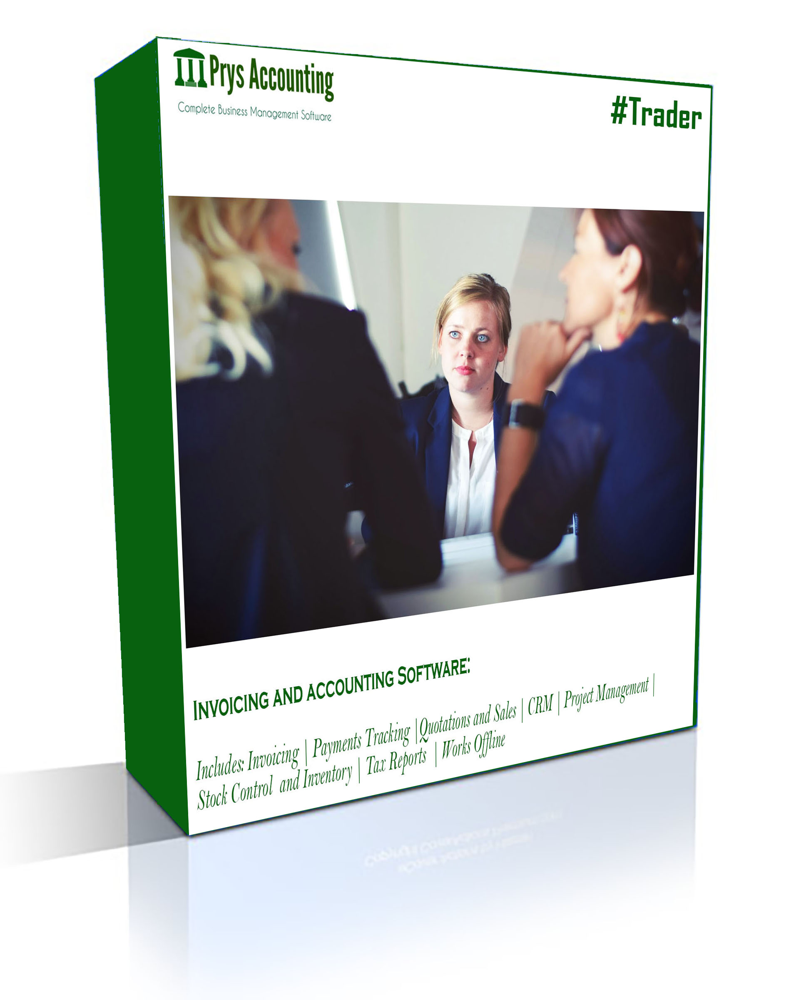 Prys Accounting
Complete Business Management Software
#Trader
Invoicing and accounting Software:
Includes: Invoicing | Payments Tracking |Quotations and Sales | CRM | Project Management |
Stock Control and Inventory | Tax Reports | Works Offline